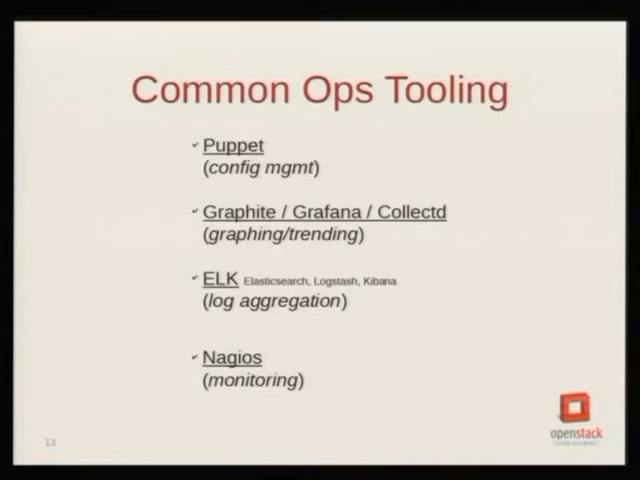 Common Ops Tooling
Puppet
(config mgmt)
Graphite / Grafana / Collectd
(graphing/trending)
ELK Elasticsearch, Logstash, Kibana
(log aggregation)
Nagios
(monitoring)
openstack
13